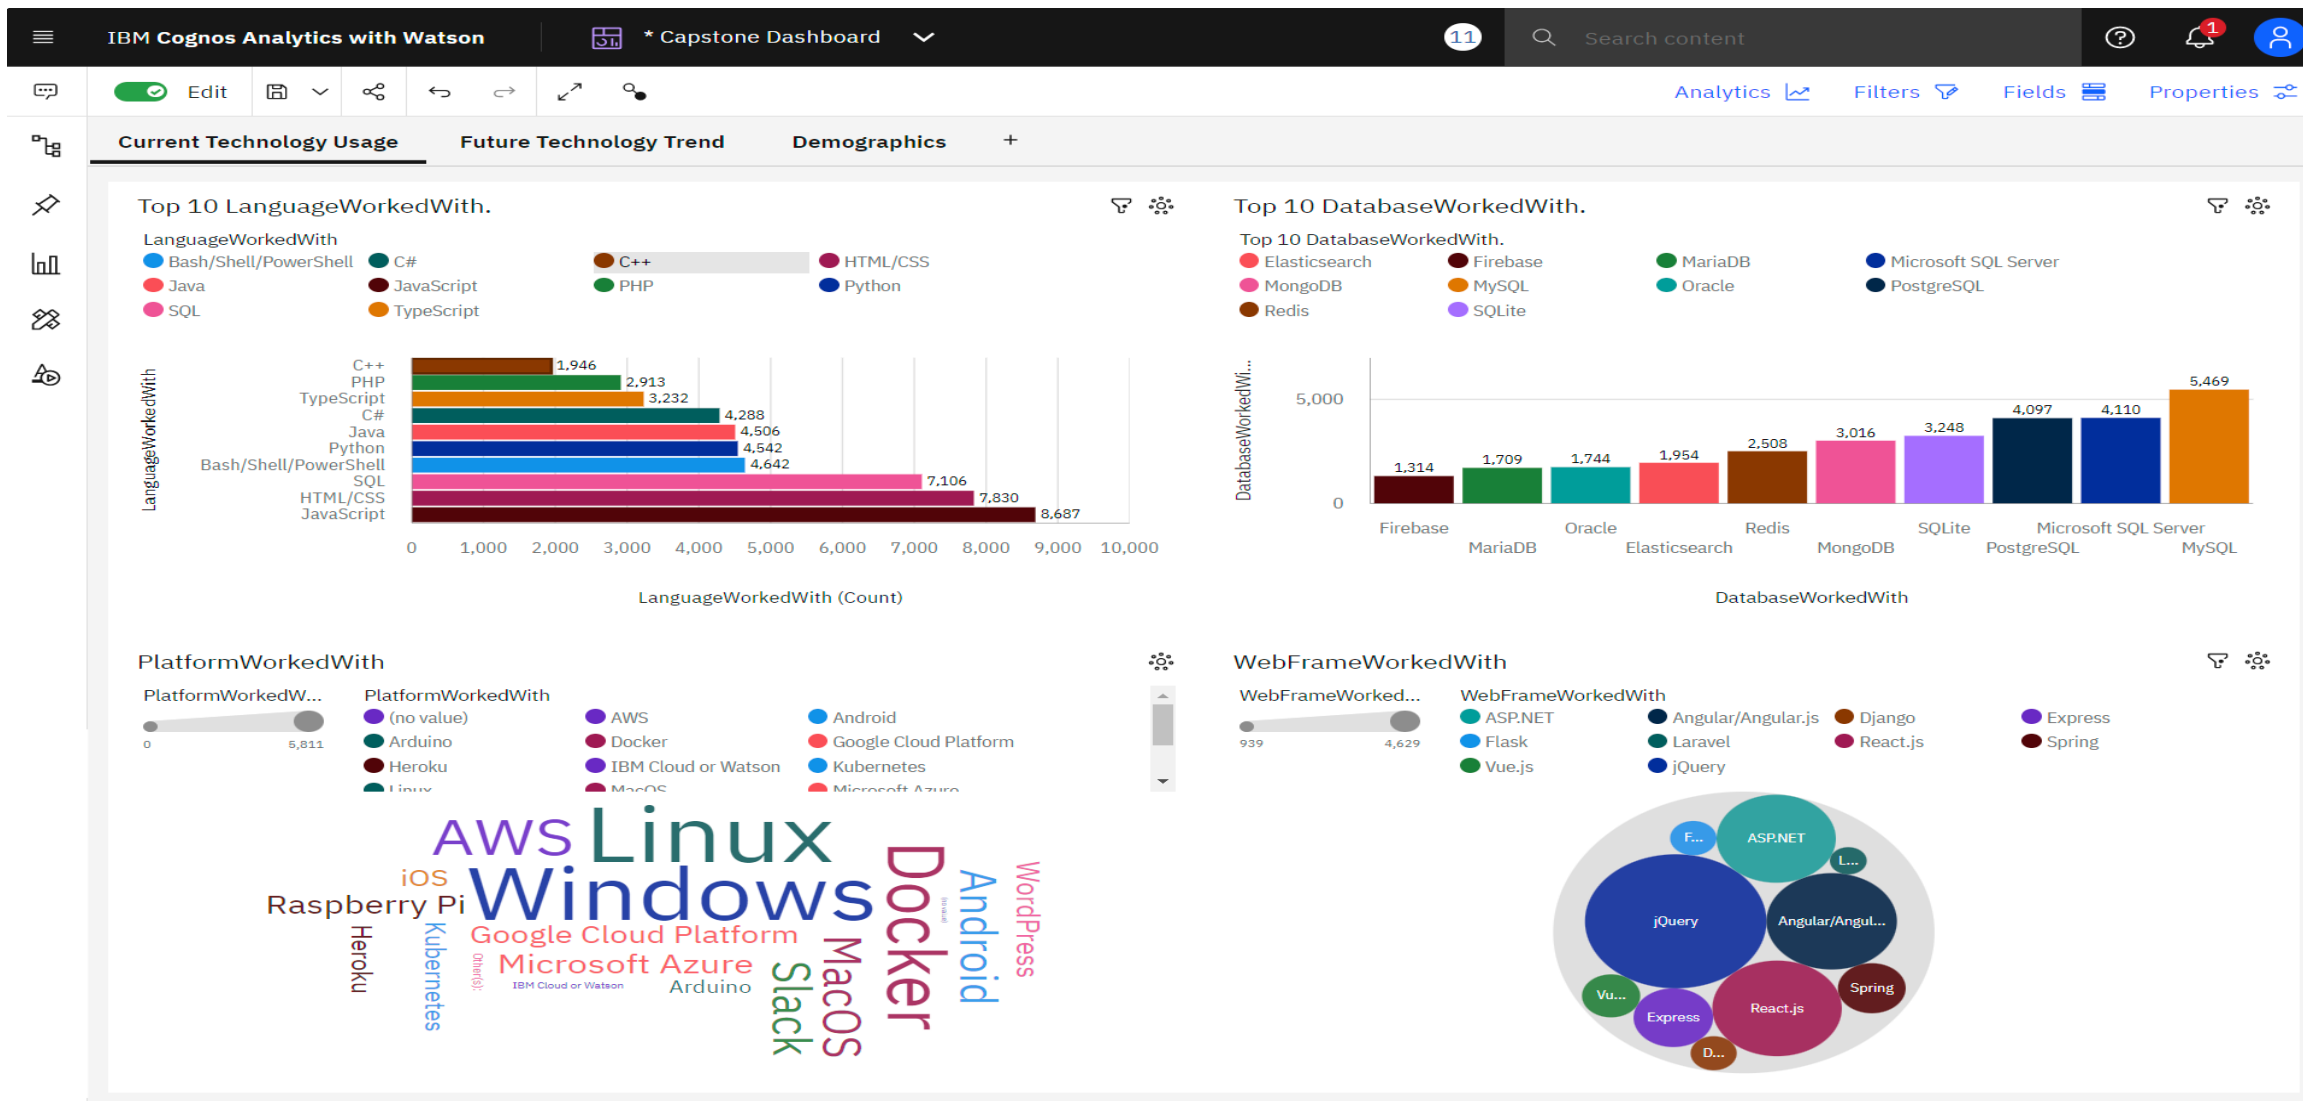 IBM Cognos Analytics with Watson
* Capstone Dashboard
11
Search content
1
Edit
Analytics
Filters
Fields
Properties
Current Technology Usage
Future Technology Trend
Demographics
+
Top 10 LanguageWorkedWith.
LanguageWorkedWith
Bash/Shell/PowerShell C# C++ HTML/CSS
Java JavaScript PHP Python
SQL TypeScript
LanguageWorkedWith
C++ 1,946
PHP 2,913
TypeScript 3,232
C# 4,288
Java 4,506
Python 4,542
Bash/Shell/PowerShell 4,642
SQL 7,106
HTML/CSS 7,830
JavaScript 8,687
0 1,000 2,000 3,000 4,000 5,000 6,000 7,000 8,000 9,000 10,000
LanguageWorkedWith (Count)
Top 10 DatabaseWorkedWith.
Top 10 DatabaseWorkedWith.
Elasticsearch Firebase MariaDB Microsoft SQL Server
MongoDB MySQL Oracle PostgreSQL
Redis SQLite
DatabaseWorkedWi...
5,000
0
1,314 1,709 1,744 1,954 2,508 3,016 3,248 4,097 4,110 5,469
Firebase Oracle Redis SQLite Microsoft SQL Server
MariaDB Elasticsearch MongoDB PostgreSQL MySQL
DatabaseWorkedWith
PlatformWorkedWith
PlatformWorkedW...
0 5,811
PlatformWorkedWith
(no value) AWS Android
Arduino Docker Google Cloud Platform
Heroku IBM Cloud or Watson Kubernetes
Linux MacOS Microsoft Azure
AWS
Linux
iOS
Windows
Raspberry Pi
Docker
Android
WordPress
Heroku
Kubernetes
Google Cloud Platform
Other(s):
Microsoft Azure
IBM Cloud or Watson
Arduino
Slack
MacOS
WebFrameWorkedWith
WebFrameWorked...
939 4,629
WebFrameWorkedWith
ASP.NET Angular/Angular.js Django Express
Flask Laravel React.js Spring
Vue.js jQuery
F...
ASP.NET
L...
jQuery
Angular/Angul...
Vu...
Express
React.js
Spring
D...